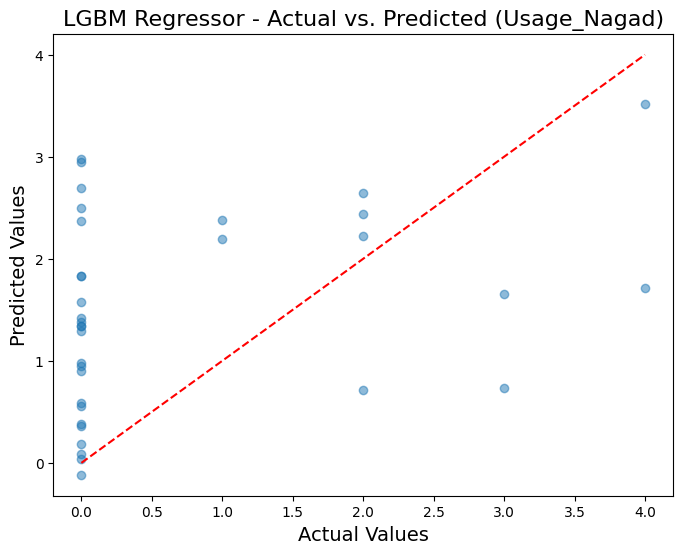 LGBM Regressor - Actual vs. Predicted (Usage_Nagad)
4
3
2
1
0
Predicted Values
0.0 0.5 1.0 1.5 2.0 2.5 3.0 3.5 4.0
Actual Values